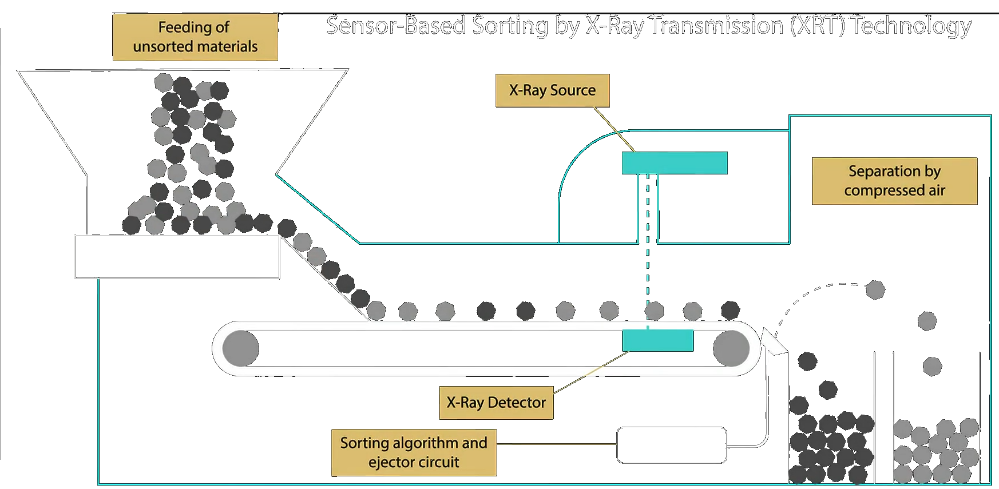 Sensor-Based Sorting by X-Ray Transmission (XRT) Technology
Feeding of
unsorted materials
X-Ray Source
Separation by
compressed air
X-Ray Detector
Sorting algorithm and
ejector circuit